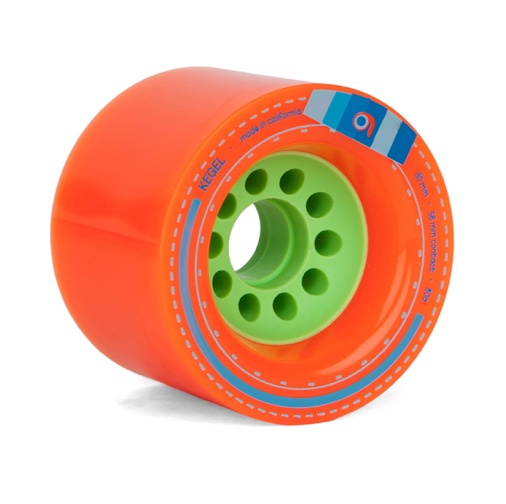 KEGEL
made in california
80 mm · 56 mm contact · 80a